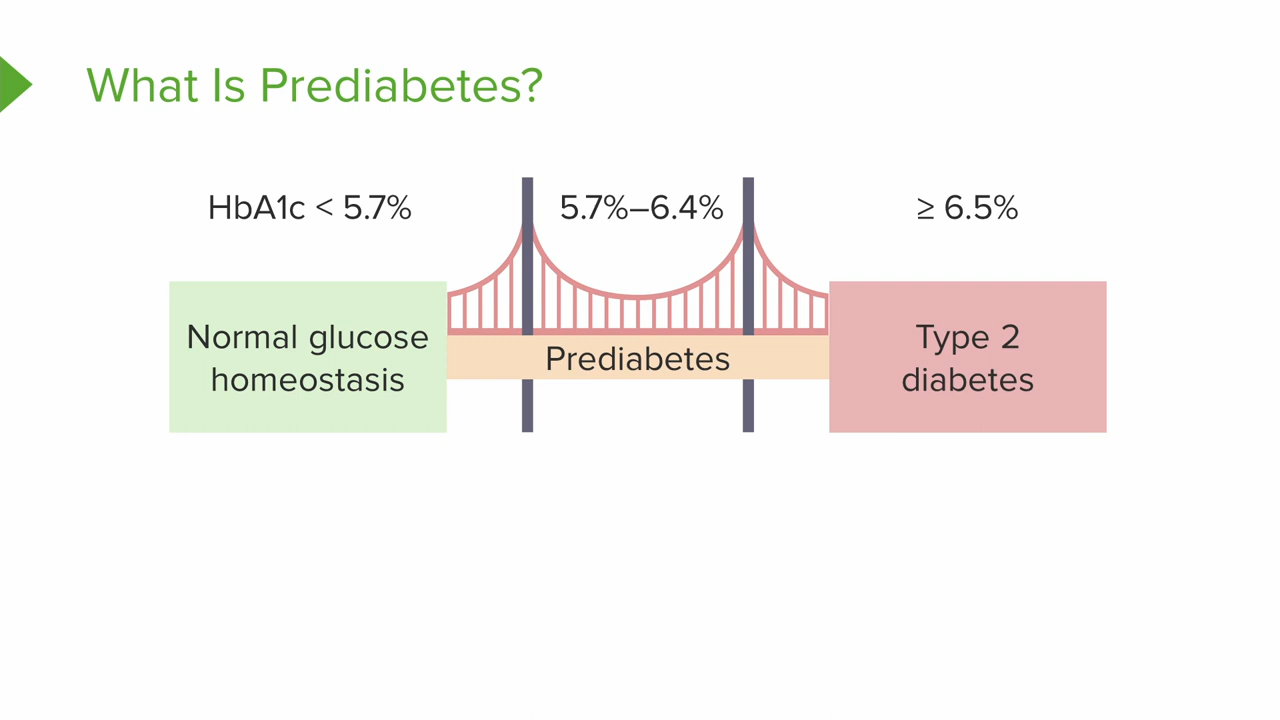 What Is Prediabetes?
HbA1c < 5.7%
5.7%–6.4%
≥ 6.5%
Normal glucose
homeostasis
Prediabetes
Type 2
diabetes